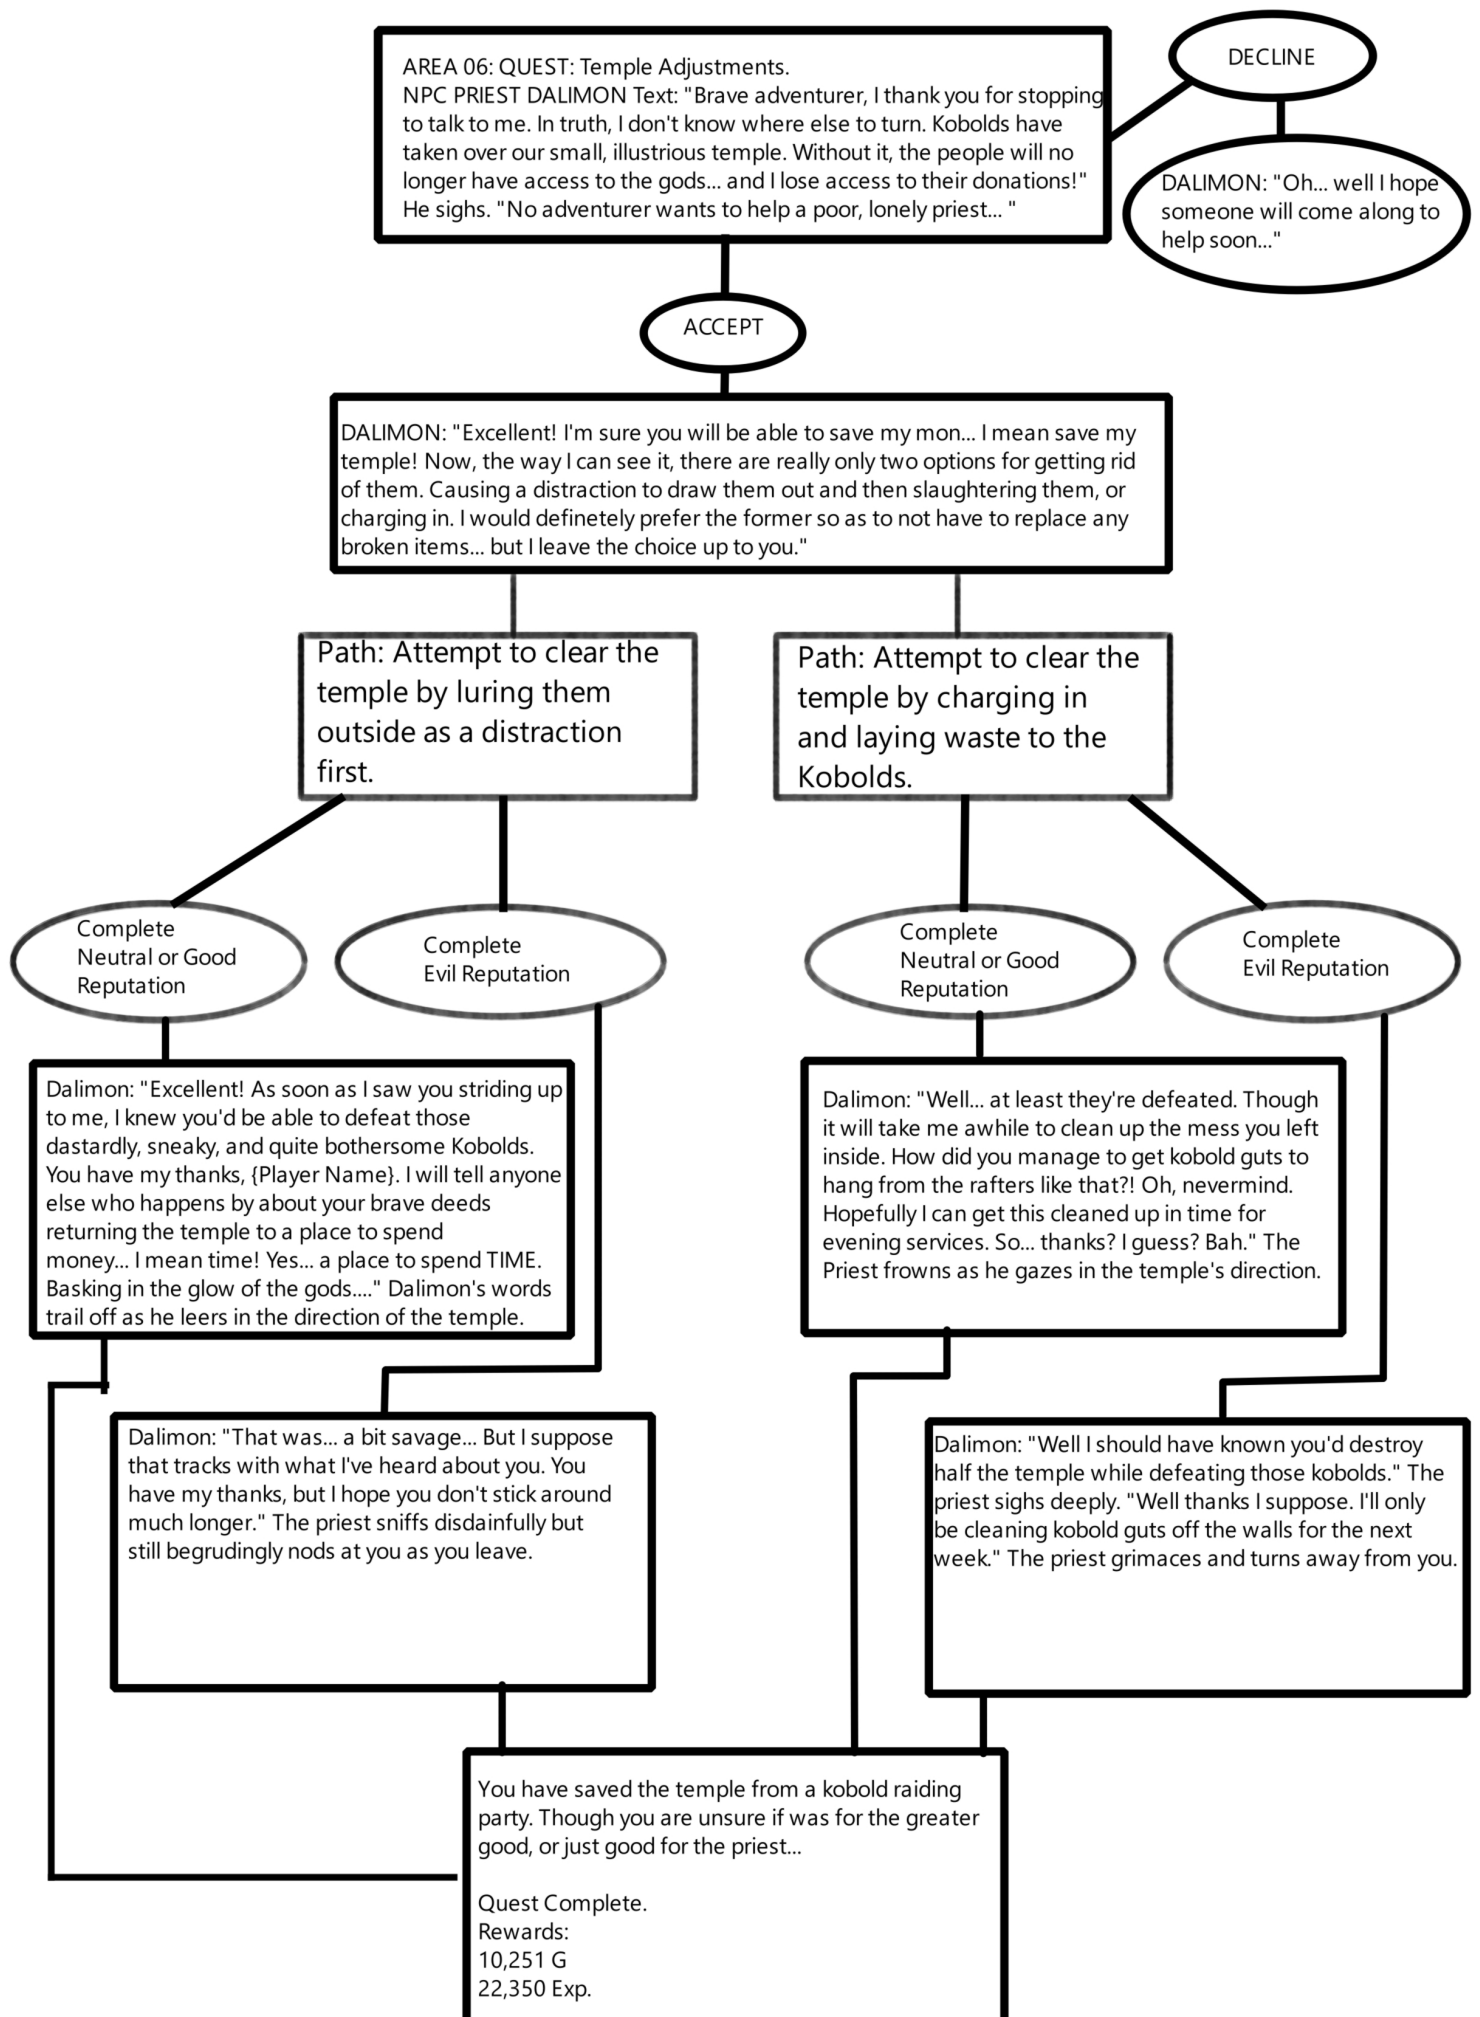 AREA 06: QUEST: Temple Adjustments.
NPC PRIEST DALIMON Text: "Brave adventurer, I thank you for stopping
to talk to me. In truth, I don't know where else to turn. Kobolds have
taken over our small, illustrious temple. Without it, the people will no
longer have access to the gods... and I lose access to their donations!"
He sighs. "No adventurer wants to help a poor, lonely priest... "
DECLINE
DALIMON: "Oh... well I hope
someone will come along to
help soon..."
ACCEPT
DALIMON: "Excellent! I'm sure you will be able to save my mon... I mean save my
temple! Now, the way I can see it, there are really only two options for getting rid
of them. Causing a distraction to draw them out and then slaughtering them, or
charging in. I would definetely prefer the former so as to not have to replace any
broken items... but I leave the choice up to you."
Path: Attempt to clear the
temple by luring them
outside as a distraction
first.
Path: Attempt to clear the
temple by charging in
and laying waste to the
Kobolds.
Complete
Neutral or Good
Reputation
Complete
Evil Reputation
Complete
Neutral or Good
Reputation
Complete
Evil Reputation
Dalimon: "Excellent! As soon as I saw you striding up
to me, I knew you'd be able to defeat those
dastardly, sneaky, and quite bothersome Kobolds.
You have my thanks, {Player Name}. I will tell anyone
else who happens by about your brave deeds
returning the temple to a place to spend
money... I mean time! Yes... a place to spend TIME.
Basking in the glow of the gods...." Dalimon's words
trail off as he leers in the direction of the temple.
Dalimon: "Well... at least they're defeated. Though
it will take me awhile to clean up the mess you left
inside. How did you manage to get kobold guts to
hang from the rafters like that?! Oh, nevermind.
Hopefully I can get this cleaned up in time for
evening services. So... thanks? I guess? Bah." The
Priest frowns as he gazes in the temple's direction.
Dalimon: "That was... a bit savage... But I suppose
that tracks with what I've heard about you. You
have my thanks, but I hope you don't stick around
much longer." The priest sniffs disdainfully but
still begrudingly nods at you as you leave.
Dalimon: "Well I should have known you'd destroy
half the temple while defeating those kobolds." The
priest sighs deeply. "Well thanks I suppose. I'll only
be cleaning kobold guts off the walls for the next
week." The priest grimaces and turns away from you.
You have saved the temple from a kobold raiding
party. Though you are unsure if was for the greater
good, or just good for the priest...
Quest Complete.
Rewards:
10,251 G
22,350 Exp.